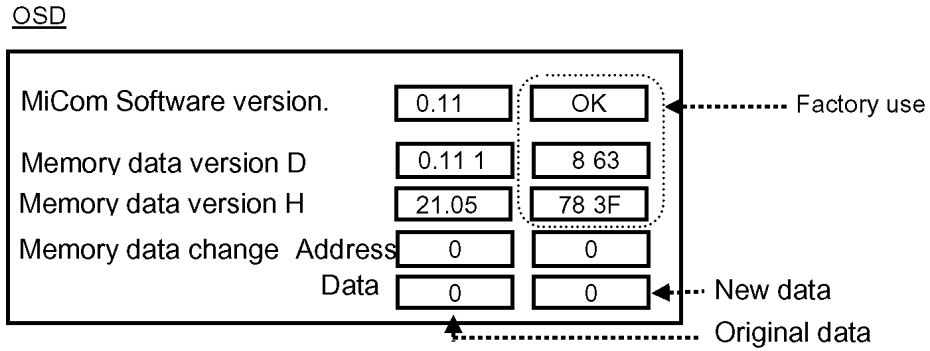 OSD
MiCom Software version. 0.11 OK Factory use
Memory data version D 0.11 1 8 63
Memory data version H 21.05 78 3F
Memory data change Address 0 0
Data 0 0 New data
Original data